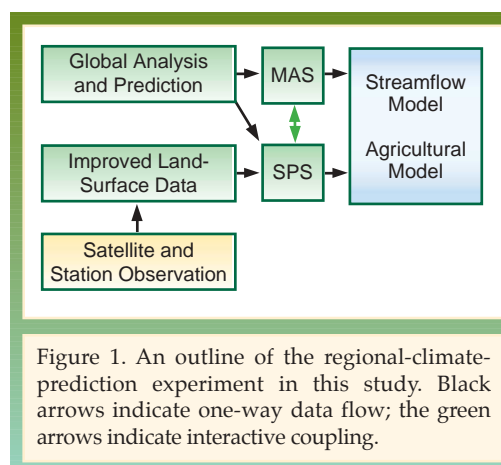 Global Analysis
and Prediction
MAS
Streamflow
Model
Agricultural
Model
Improved Land-
Surface Data
SPS
Satellite and
Station Observation
Figure 1. An outline of the regional-climate-
prediction experiment in this study. Black
arrows indicate one-way data flow; the green
arrows indicate interactive coupling.